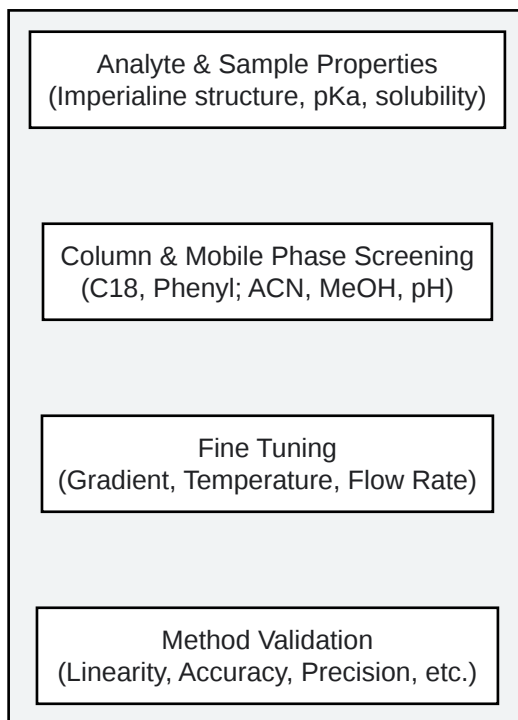 Analyte & Sample Properties
(Imperialine structure, pKa, solubility)
Column & Mobile Phase Screening
(C18, Phenyl; ACN, MeOH, pH)
Fine Tuning
(Gradient, Temperature, Flow Rate)
Method Validation
(Linearity, Accuracy, Precision, etc.)